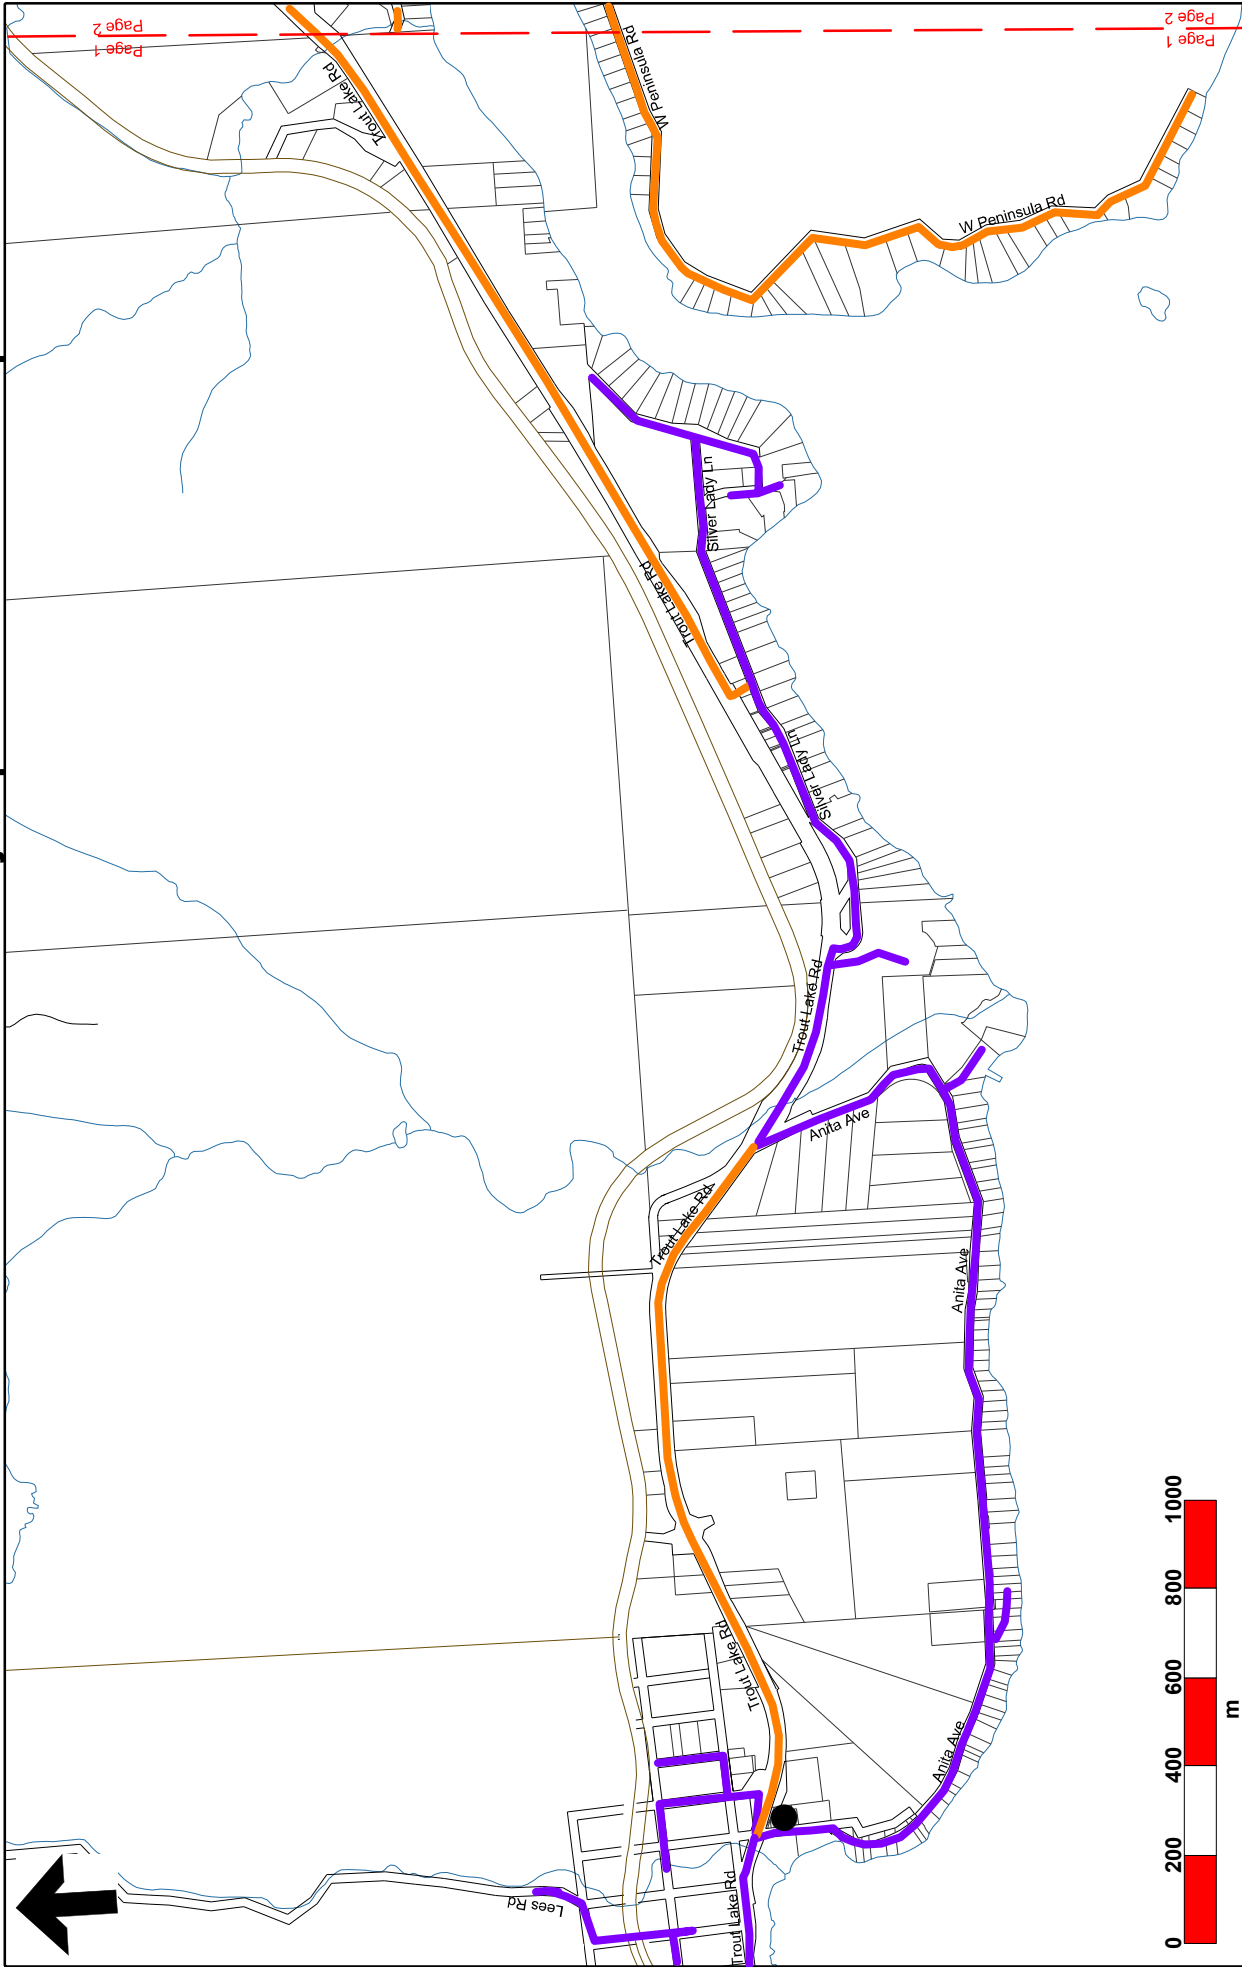 Page 2
Page 1
Page 2
Page 1
Trout Lake Rd
W Peninsula Rd
W Peninsula Rd
Silver Lady Ln
Trout Lake Rd
Silver Lady Ln
Trout Lake Rd
Anita Ave
Trout Lake Rd
Anita Ave
Trout Lake Rd
Anita Ave
Lees Rd
Trout Lake Rd
0 200 400 600 800 1000
m